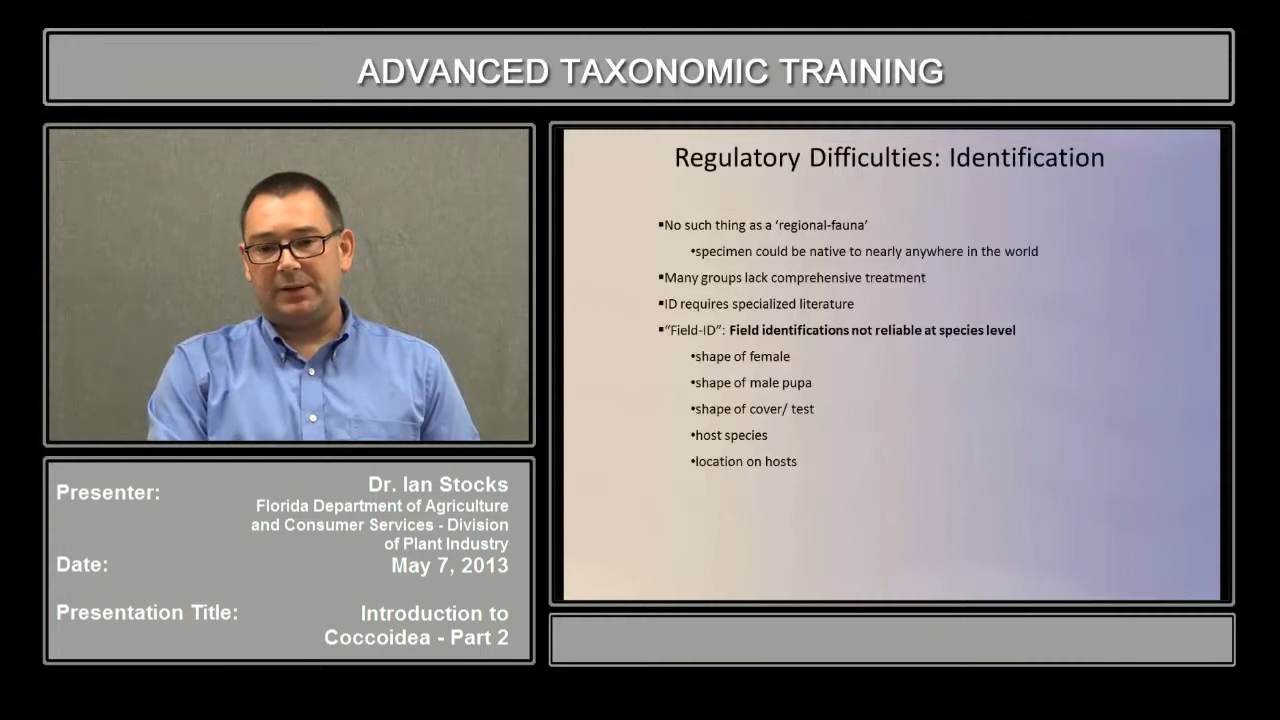 ADVANCED TAXONOMIC TRAINING
Regulatory Difficulties: Identification
▪No such thing as a ‘regional-fauna’
•specimen could be native to nearly anywhere in the world
▪Many groups lack comprehensive treatment
▪ID requires specialized literature
▪“Field-ID”: Field identifications not reliable at species level
•shape of female
•shape of male pupa
•shape of cover/ test
•host species
•location on hosts
Presenter: Dr. Ian Stocks
Florida Department of Agriculture
and Consumer Services - Division
of Plant Industry
Date: May 7, 2013
Presentation Title: Introduction to
Coccoidea - Part 2